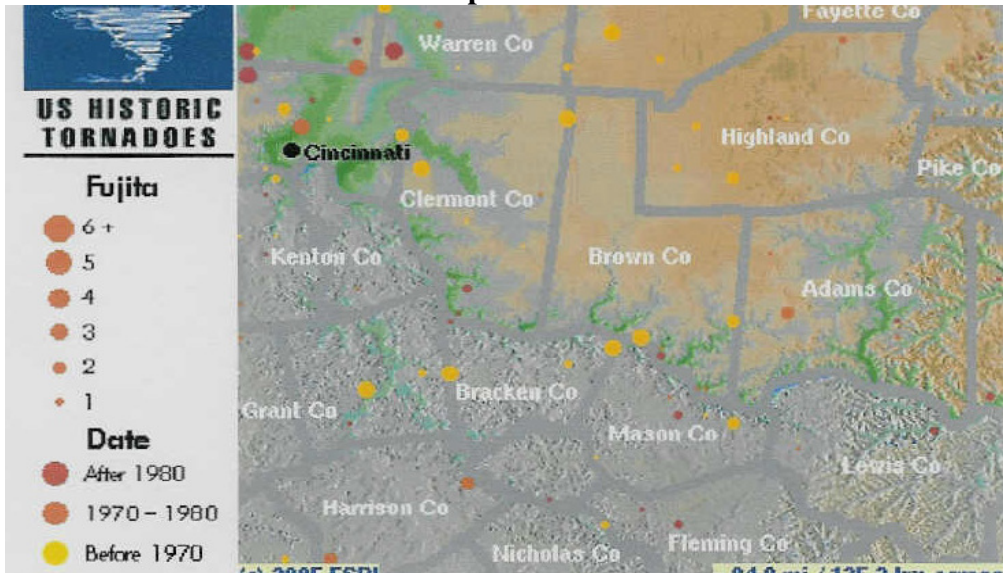 US HISTORIC
TORNADOES
Fujita
6 +
5
4
3
2
1
Date
After 1980
1970 - 1980
Before 1970
Fayette Co
Warren Co
Highland Co
Cincinnati
Pike Co
Clermont Co
Kenton Co
Brown Co
Adams Co
Bracken Co
Grant Co
Mason Co
Lewis Co
Harrison Co
Fleming Co
Nicholas Co